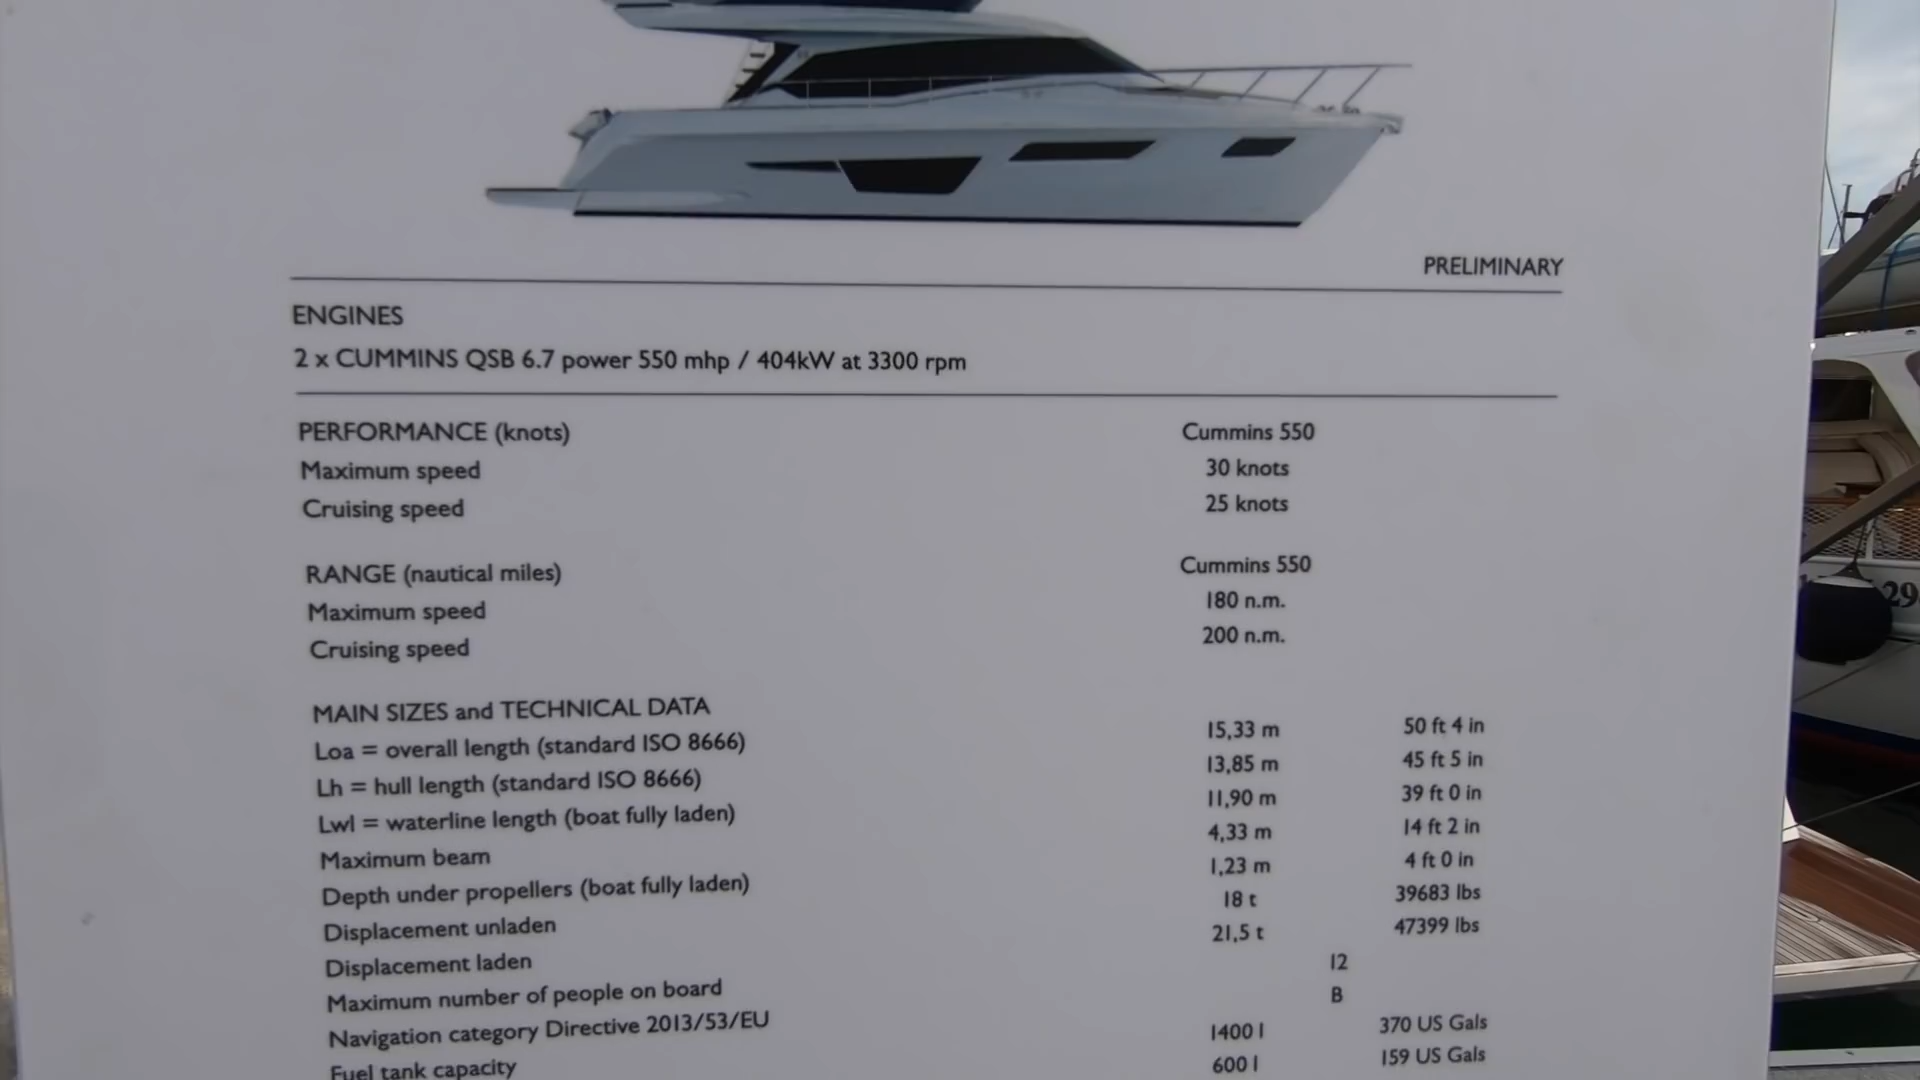 PRELIMINARY
ENGINES
2 x CUMMINS QSB 6.7 power 550 mhp / 404kW at 3300 rpm
PERFORMANCE (knots) Cummins 550
Maximum speed 30 knots
Cruising speed 25 knots
RANGE (nautical miles) Cummins 550
Maximum speed 180 n.m.
Cruising speed 200 n.m.
MAIN SIZES and TECHNICAL DATA
Loa = overall length (standard ISO 8666) 15,33 m 50 ft 4 in
Lh = hull length (standard ISO 8666) 13,85 m 45 ft 5 in
Lwl = waterline length (boat fully laden) 11,90 m 39 ft 0 in
Maximum beam 4,33 m 14 ft 2 in
Depth under propellers (boat fully laden) 1,23 m 4 ft 0 in
Displacement unladen 18 t 39683 lbs
Displacement laden 21,5 t 47399 lbs
Maximum number of people on board 12
Navigation category Directive 2013/53/EU B
Fuel tank capacity 1400 l 370 US Gals
600 l 159 US Gals
29